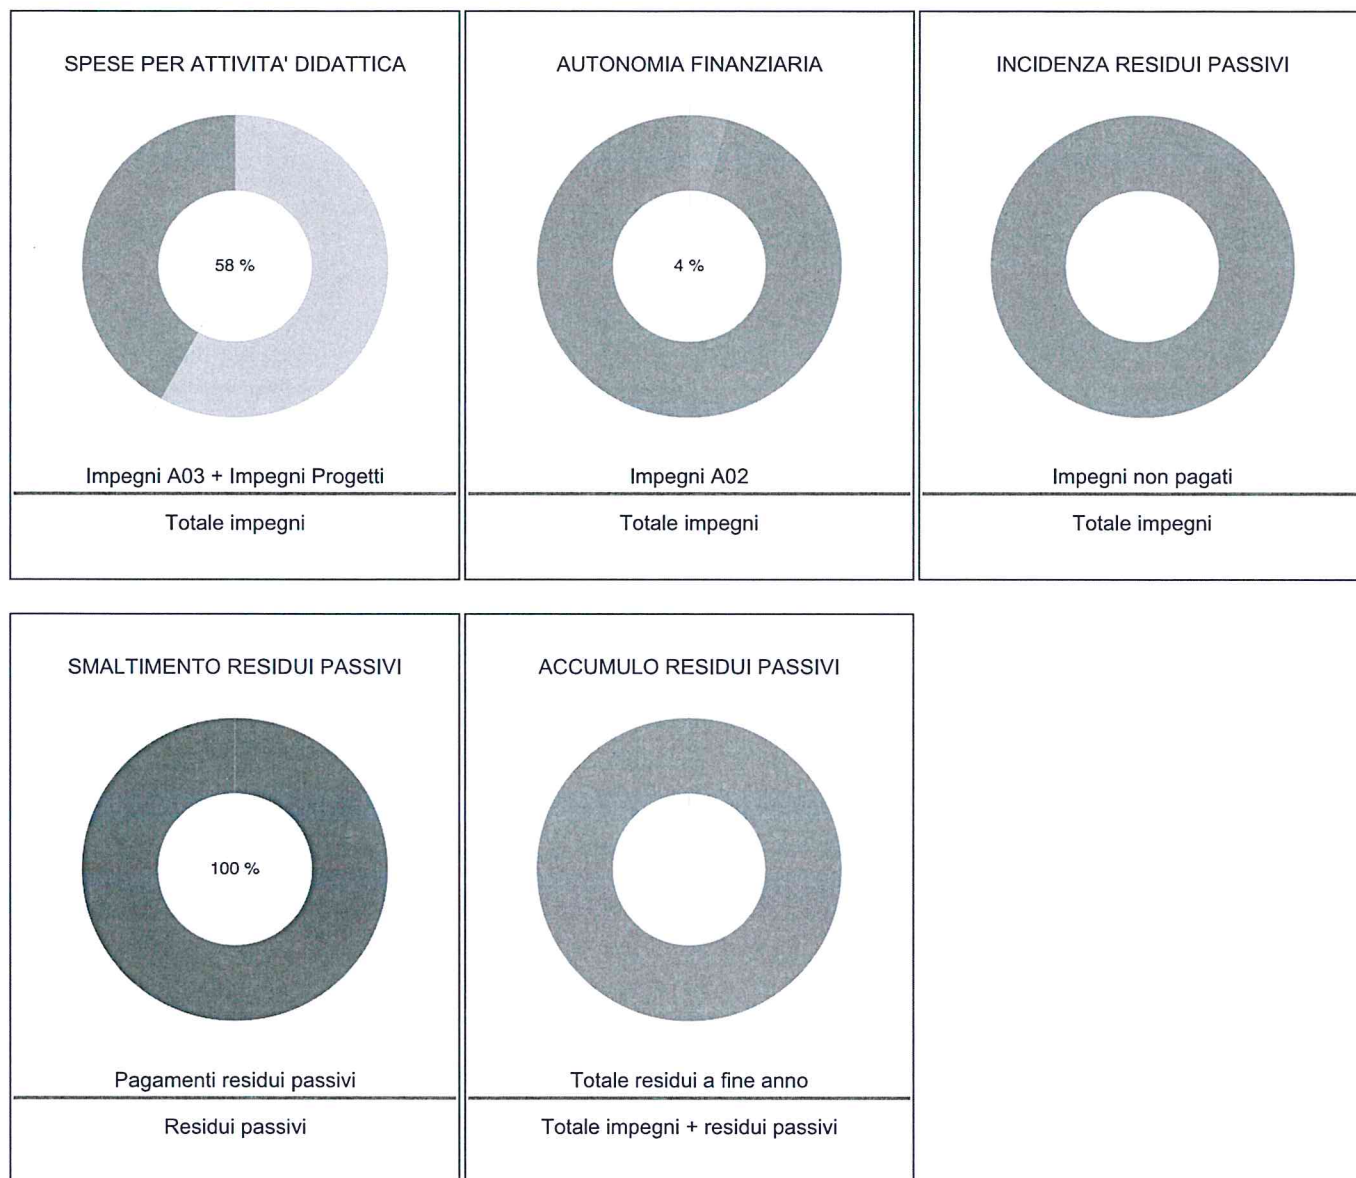 SPESE PER ATTIVITA' DIDATTICA
58 %
Impegni A03 + Impegni Progetti
Totale impegni
AUTONOMIA FINANZIARIA
4 %
Impegni A02
Totale impegni
INCIDENZA RESIDUI PASSIVI
Impegni non pagati
Totale impegni
SMALTIMENTO RESIDUI PASSIVI
100 %
Pagamenti residui passivi
Residui passivi
ACCUMULO RESIDUI PASSIVI
Totale residui a fine anno
Totale impegni + residui passivi